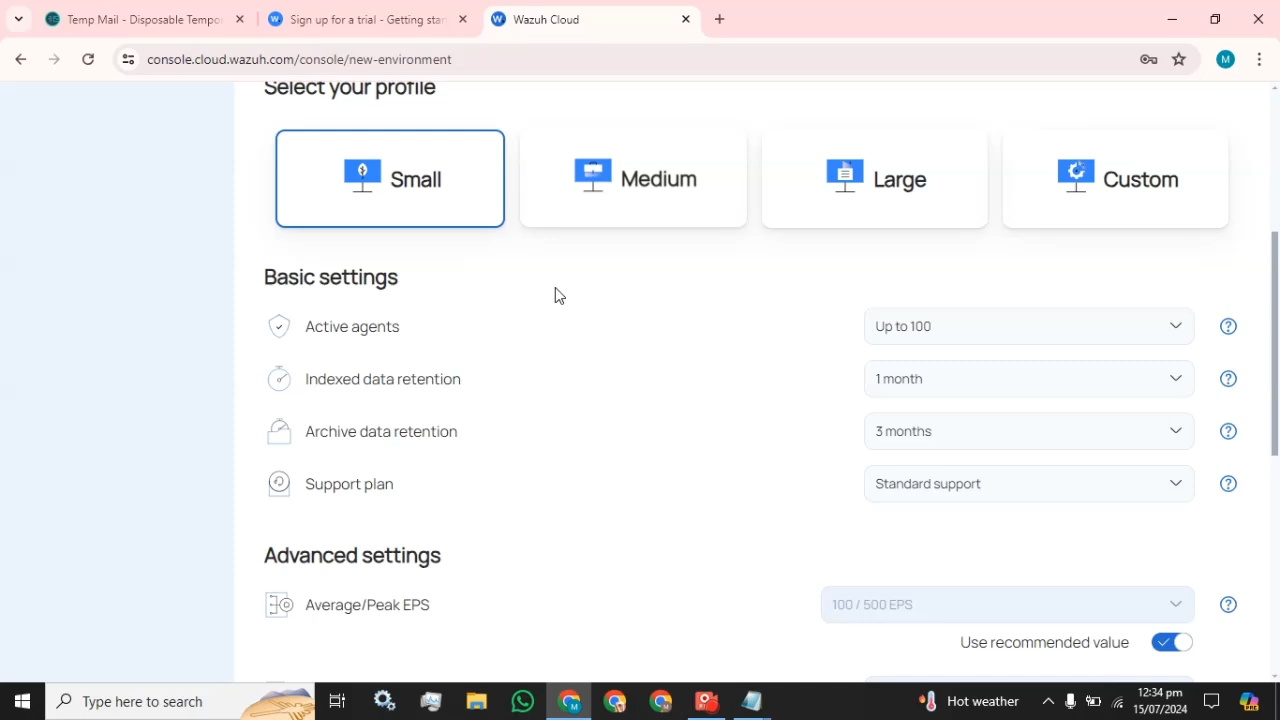 Temp Mail - Disposable Tempo
Sign up for a trial - Getting star
Wazuh Cloud
console.cloud.wazuh.com/console/new-environment
M
Select your profile
Small
Medium
Large
Custom
Basic settings
Active agents
Up to 100
Indexed data retention
1 month
Archive data retention
3 months
Support plan
Standard support
Advanced settings
Average/Peak EPS
100 / 500 EPS
Use recommended value
Type here to search
Hot weather
12:34 pm
15/07/2024